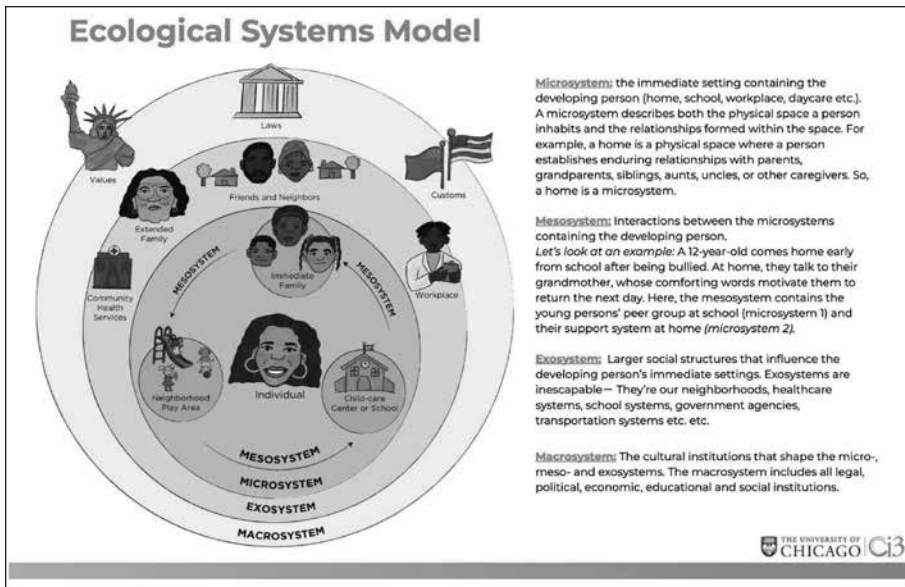 Ecological Systems Model
Laws
Values
Customs
Friends and Neighbors
Extended
Family
Immediate
Family
Community
Health
Services
Workplace
MESOSYSTEM
MESOSYSTEM
Neighborhood
Play Area
Individual
Child-care
Center or School
MESOSYSTEM
MICROSYSTEM
EXOSYSTEM
MACROSYSTEM
Microsystem: the immediate setting containing the
developing person (home, school, workplace, daycare etc.).
A microsystem describes both the physical space a person
inhabits and the relationships formed within the space. For
example, a home is a physical space where a person
establishes enduring relationships with parents,
grandparents, siblings, aunts, uncles, or other caregivers. So,
a home is a microsystem.
Mesosystem: Interactions between the microsystems
containing the developing person.
Let's look at an example: A 12-year-old comes home early
from school after being bullied. At home, they talk to their
grandmother, whose comforting words motivate them to
return the next day. Here, the mesosystem contains the
young persons' peer group at school (microsystem 1) and
their support system at home (microsystem 2).
Exosystem: Larger social structures that influence the
developing person's immediate settings. Exosystems are
inescapable— They're our neighborhoods, healthcare
systems, school systems, government agencies,
transportation systems etc. etc.
Macrosystem: The cultural institutions that shape the micro-,
meso- and exosystems. The macrosystem includes all legal,
political, economic, educational and social institutions.
THE UNIVERSITY OF
CHICAGO Ci3